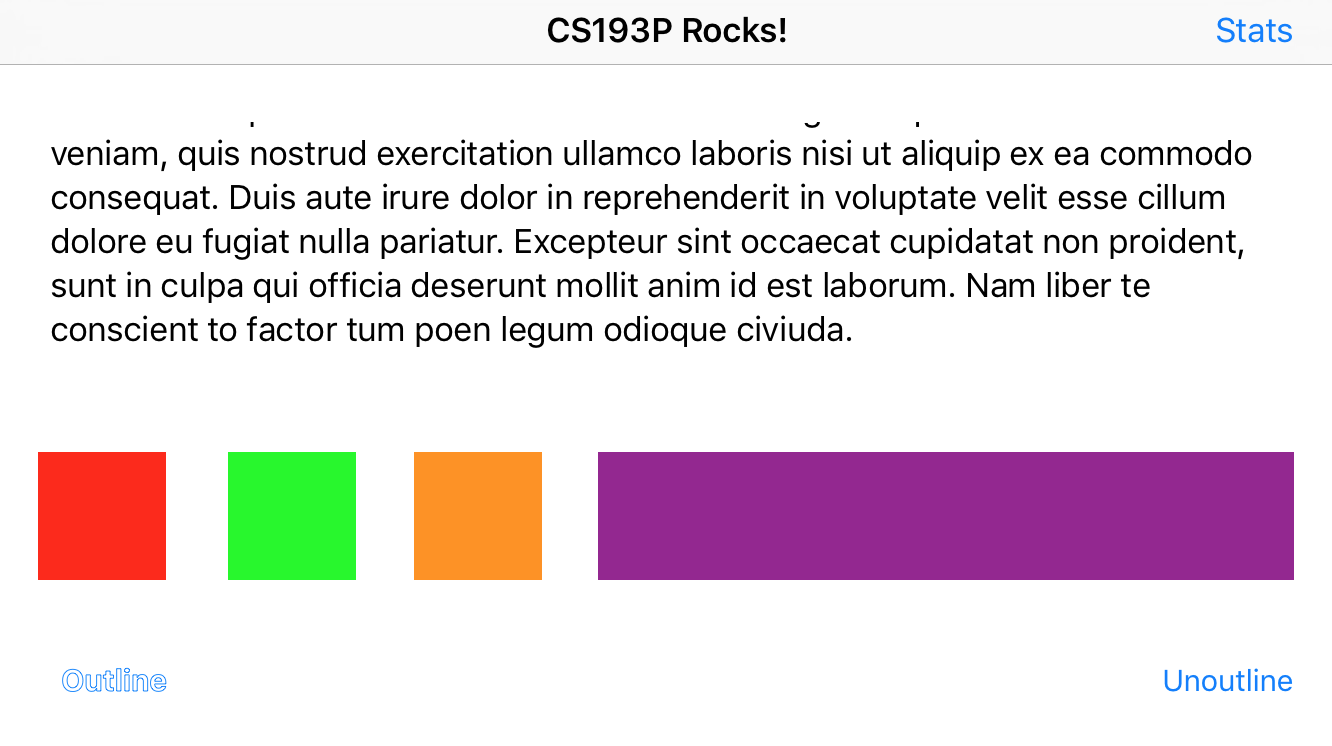 CS193P Rocks!
Stats
veniam, quis nostrud exercitation ullamco laboris nisi ut aliquip ex ea commodo
consequat. Duis aute irure dolor in reprehenderit in voluptate velit esse cillum
dolore eu fugiat nulla pariatur. Excepteur sint occaecat cupidatat non proident,
sunt in culpa qui officia deserunt mollit anim id est laborum. Nam liber te
conscient to factor tum poen legum odioque civiuda.
Outline
Unoutline